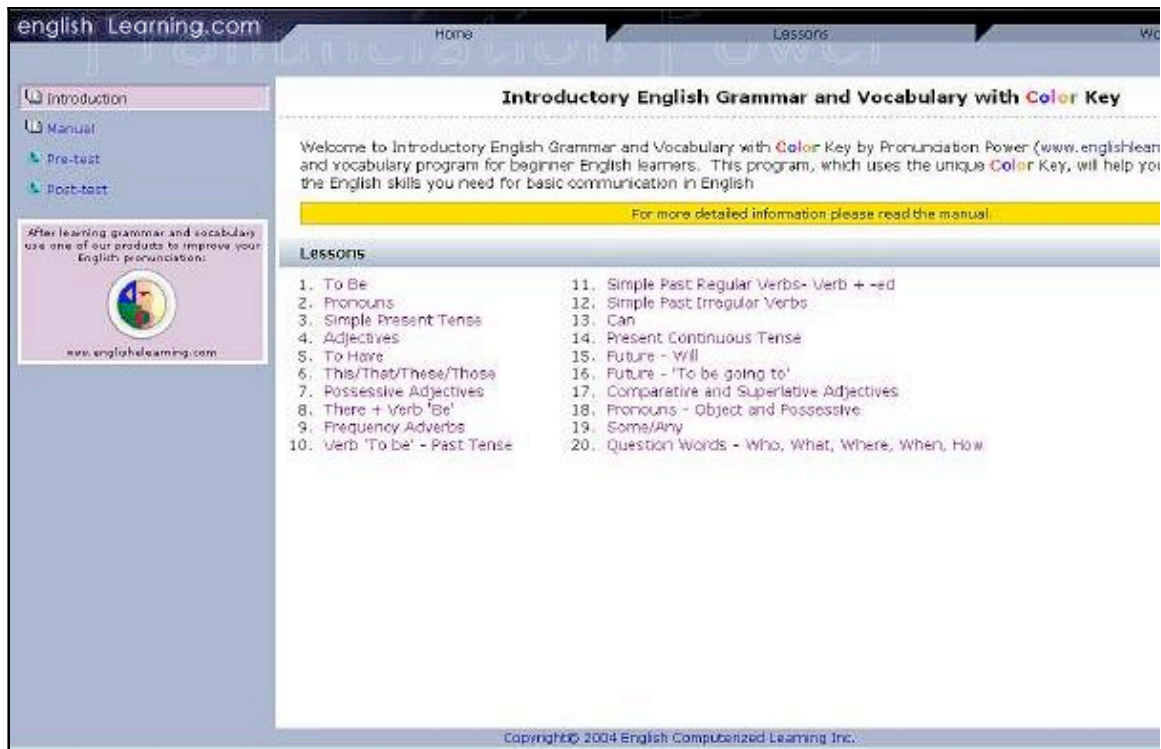 english Learning.com
Home
Lessons
Pronunciation Power
Introduction
Manual
Pre-test
Post-test
After learning grammar and vocabulary
use one of our products to improve your
English pronunciation:
www.englishelearning.com
Introductory English Grammar and Vocabulary with Color Key
Welcome to Introductory English Grammar and Vocabulary with Color Key by Pronunciation Power (www.englishlearn
and vocabulary program for beginner English learners. This program, which uses the unique Color Key, will help you
the English skills you need for basic communication in English
For more detailed information please read the manual.
Lessons
1. To Be
2. Pronouns
3. Simple Present Tense
4. Adjectives
5. To Have
6. This/That/These/Those
7. Possessive Adjectives
8. There + Verb 'Be'
9. Frequency Adverbs
10. Verb 'To be' - Past Tense
11. Simple Past Regular Verbs- Verb + -ed
12. Simple Past Irregular Verbs
13. Can
14. Present Continuous Tense
15. Future - Will
16. Future - 'To be going to'
17. Comparative and Superlative Adjectives
18. Pronouns - Object and Possessive
19. Some/Any
20. Question Words - Who, What, Where, When, How
Copyright© 2004 English Computerized Learning Inc.